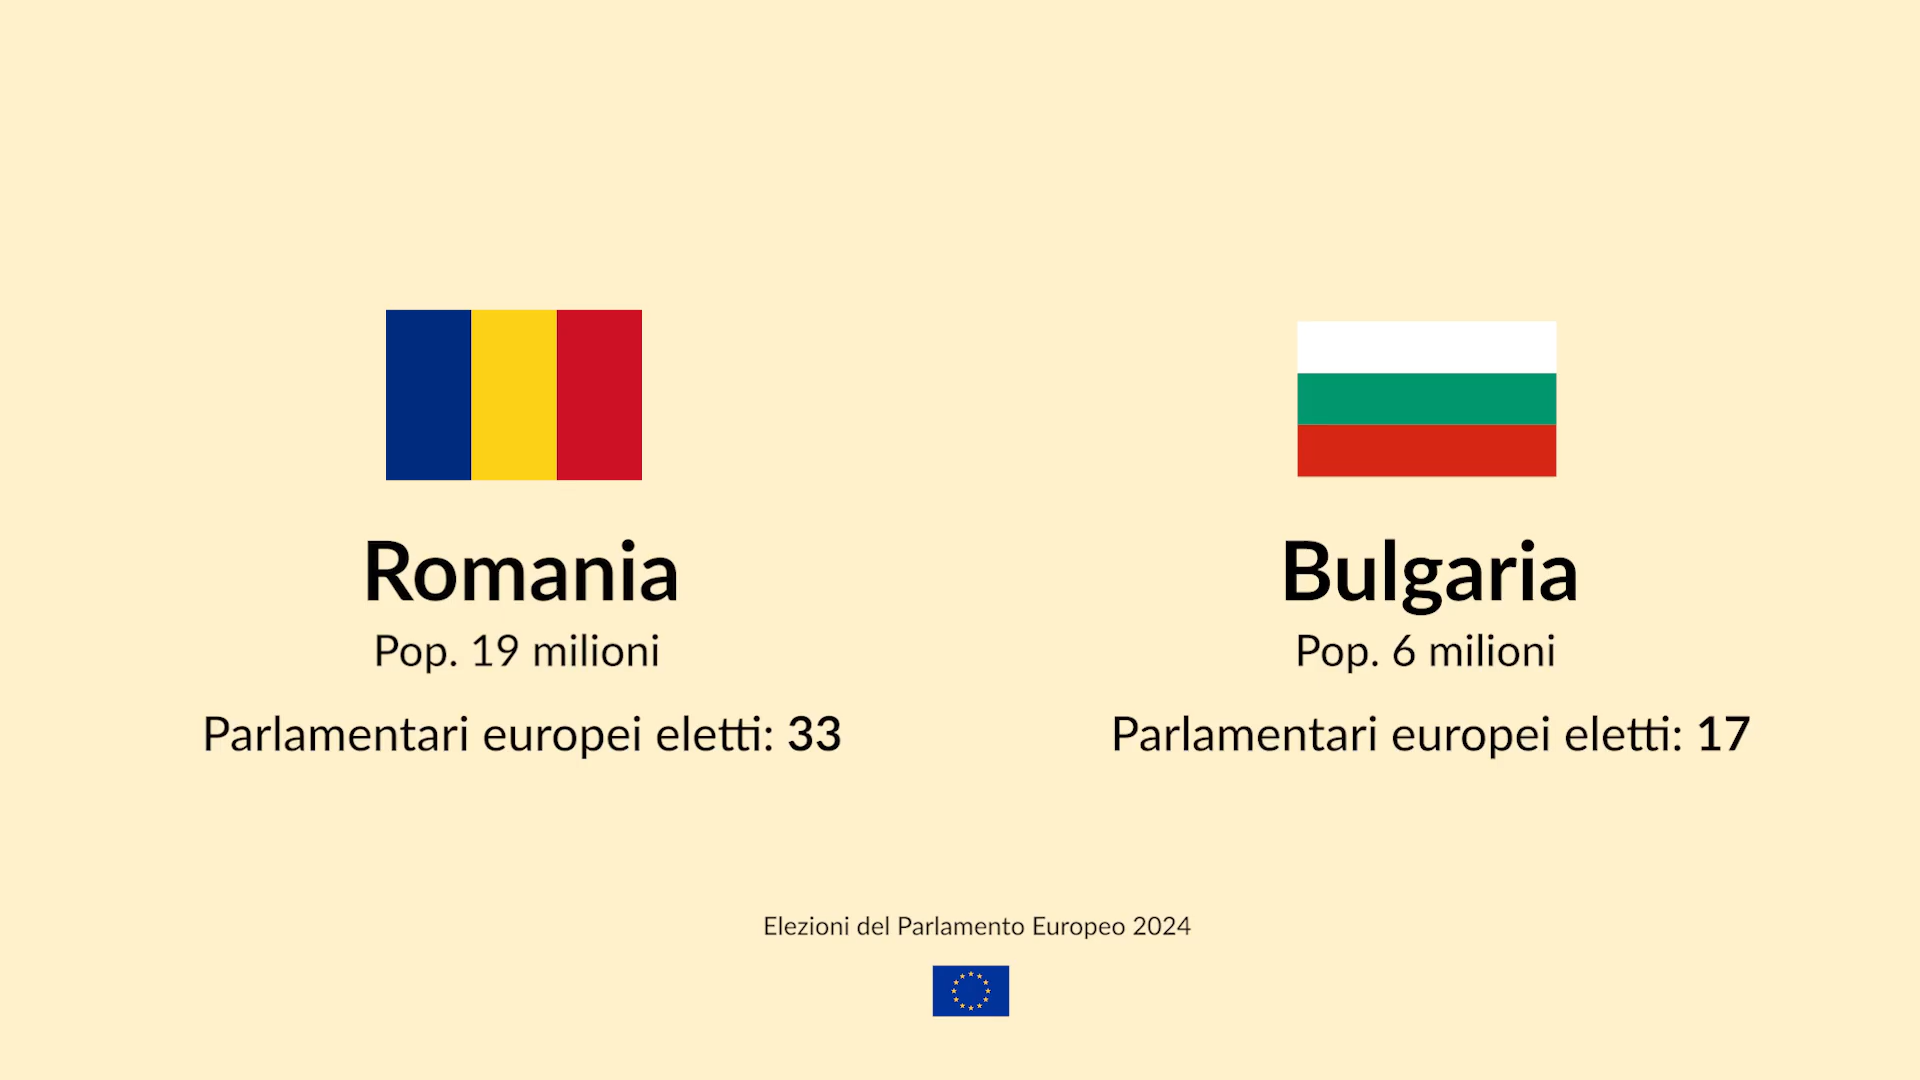 Romania
Pop. 19 milioni
Parlamentari europei eletti: 33
Bulgaria
Pop. 6 milioni
Parlamentari europei eletti: 17
Elezioni del Parlamento Europeo 2024